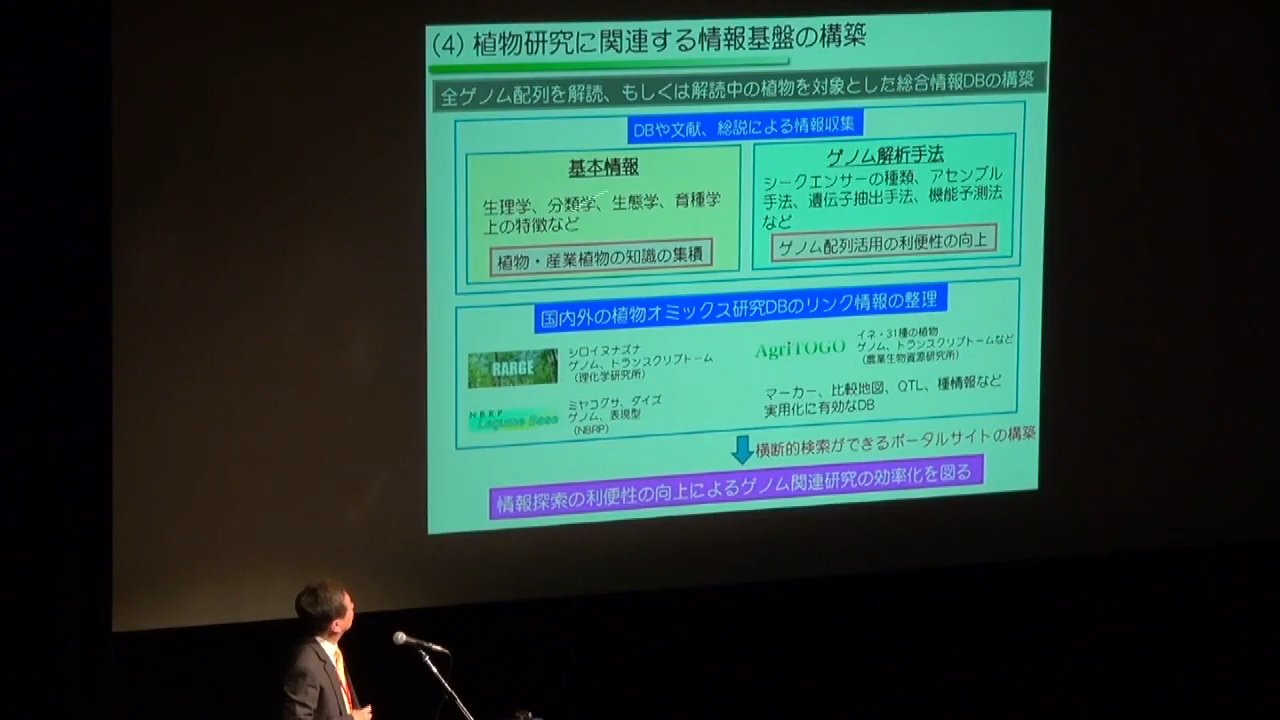 (4) 植物研究に関連する情報基盤の構築
全ゲノム配列を解読、もしくは解読中の植物を対象とした総合情報DBの構築
DBや文献、総説による情報収集
基本情報
生理学、分類学、生態学、育種学
上の特徴など
植物・産業植物の知識の集積
ゲノム解析手法
シークエンサーの種類、アセンブル
手法、遺伝子抽出手法、機能予測法
など
ゲノム配列活用の利便性の向上
国内外の植物オミックス研究DBのリンク情報の整理
RARGE
シロイヌナズナ
ゲノム、トランスクリプトーム
(理化学研究所)
NBRP
Legume Base
ミヤコグサ、ダイズ
ゲノム、表現型
(NBRP)
AgriTOGO
イネ・31種の植物
ゲノム、トランスクリプトームなど
(農業生物資源研究所)
マーカー、比較地図、QTL、種情報など
実用化に有効なDB
横断的検索ができるポータルサイトの構築
情報探索の利便性の向上によるゲノム関連研究の効率化を図る